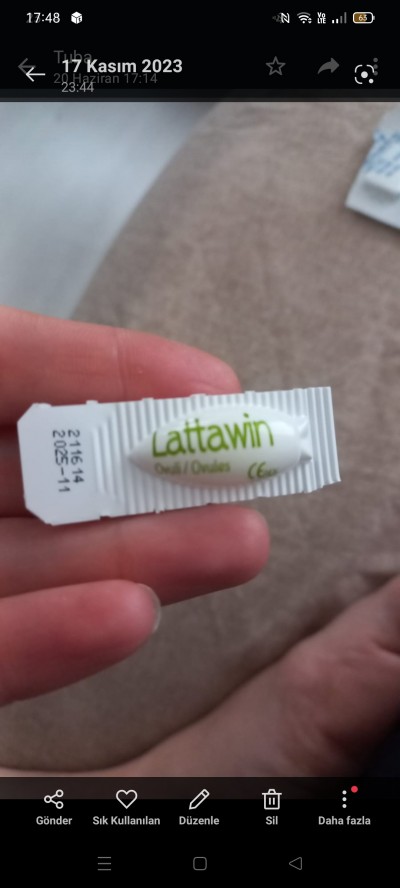 17:48
Tuba
17 Kasım 2023
20 Haziran 17:14
23:44
Lattawin
Ovuli / Ovules
CE
211614
2025-11
Gönder
Sık Kullanılan
Düzenle
Sil
Daha fazla